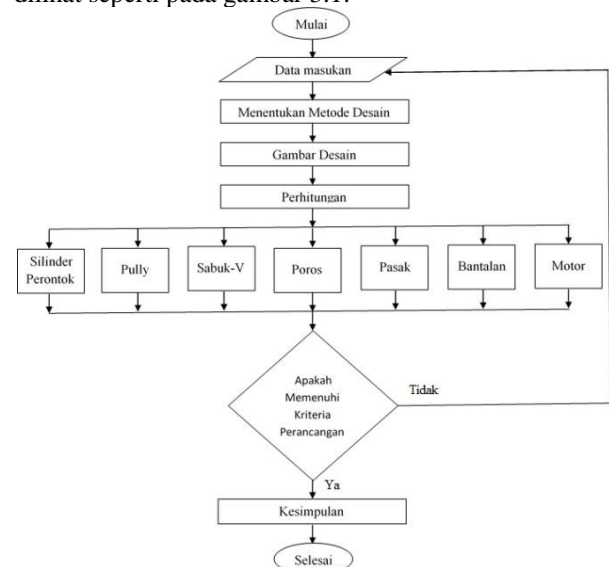 dilihat seperti pada gambar 3.1.
Mulai
Data masukan
Menentukan Metode Desain
Gambar Desain
Perhitungan
Silinder
Perontok
Pully
Sabuk-V
Poros
Pasak
Bantalan
Motor
Apakah
Memenuhi
Kriteria
Perancangan
Tidak
Ya
Kesimpulan
Selesai